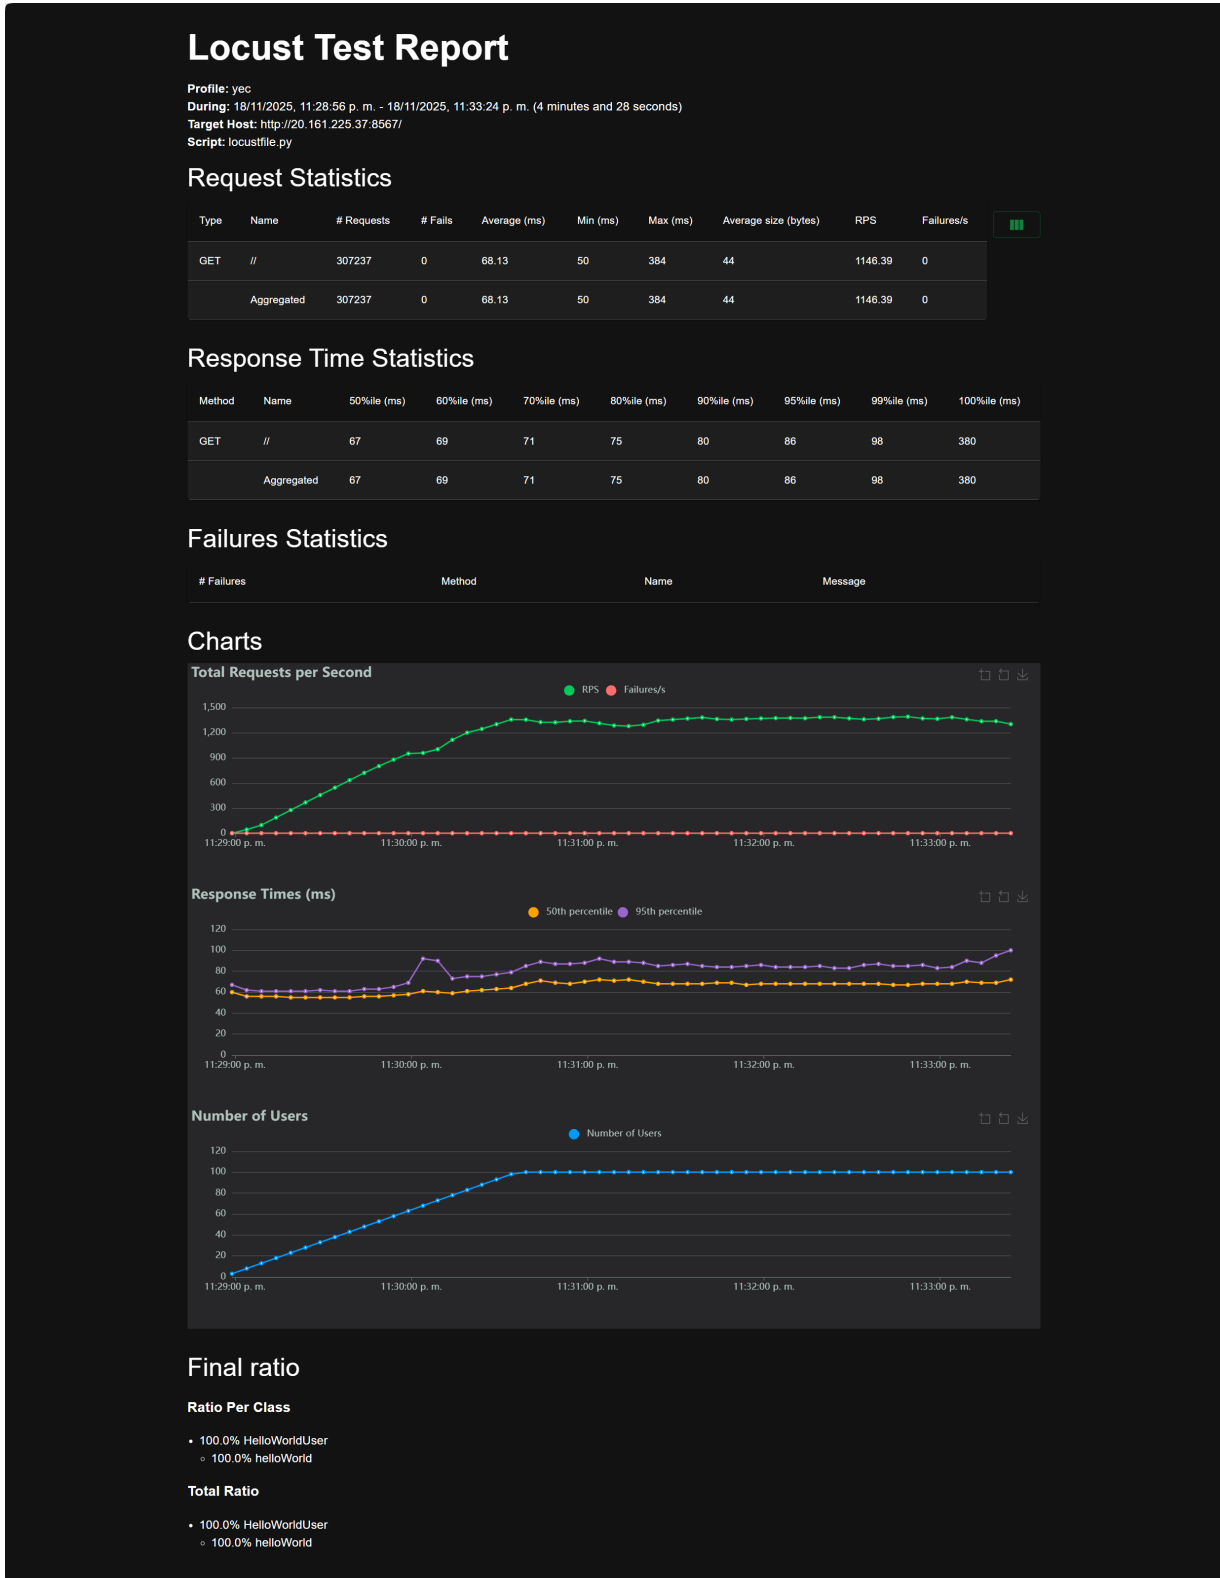 Locust Test Report
Profile: yec
During: 18/11/2025, 11:28:56 p. m. - 18/11/2025, 11:33:24 p. m. (4 minutes and 28 seconds)
Target Host: http://20.161.225.37:8567/
Script: locustfile.py
Request Statistics
Type Name # Requests # Fails Average (ms) Min (ms) Max (ms) Average size (bytes) RPS Failures/s
GET // 307237 0 68.13 50 384 44 1146.39 0
Aggregated 307237 0 68.13 50 384 44 1146.39 0
Response Time Statistics
Method Name 50%ile (ms) 60%ile (ms) 70%ile (ms) 80%ile (ms) 90%ile (ms) 95%ile (ms) 99%ile (ms) 100%ile (ms)
GET // 67 69 71 75 80 86 98 380
Aggregated 67 69 71 75 80 86 98 380
Failures Statistics
# Failures Method Name Message
Charts
Total Requests per Second
RPS Failures/s
1,500
1,200
900
600
300
0
11:29:00 p. m. 11:30:00 p. m. 11:31:00 p. m. 11:32:00 p. m. 11:33:00 p. m.
Response Times (ms)
50th percentile 95th percentile
120
100
80
60
40
20
0
11:29:00 p. m. 11:30:00 p. m. 11:31:00 p. m. 11:32:00 p. m. 11:33:00 p. m.
Number of Users
Number of Users
120
100
80
60
40
20
0
11:29:00 p. m. 11:30:00 p. m. 11:31:00 p. m. 11:32:00 p. m. 11:33:00 p. m.
Final ratio
Ratio Per Class
• 100.0% HelloWorldUser
◦ 100.0% helloWorld
Total Ratio
• 100.0% HelloWorldUser
◦ 100.0% helloWorld